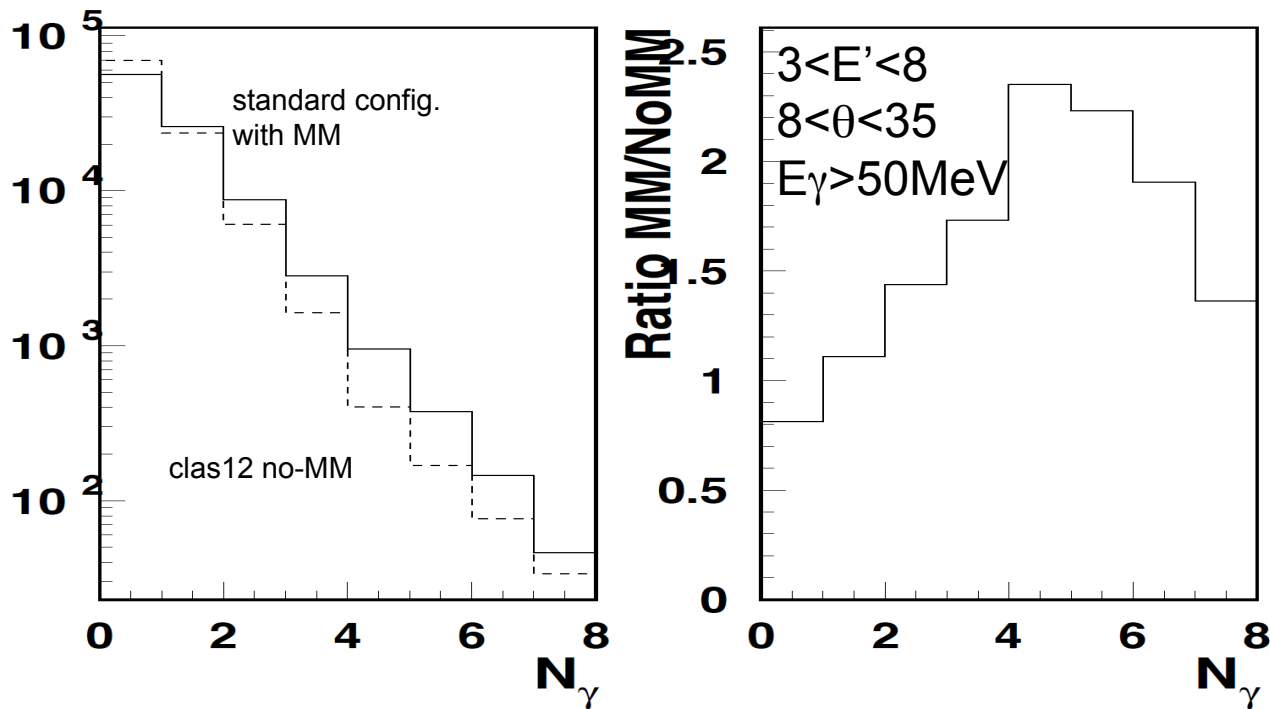 10 5
10 4
10 3
10 2
standard config.
with MM
clas12 no-MM
0 2 4 6 8
Nγ
Ratio MM/NoMM
2.5
2
1.5
1
0.5
0
3<E'<8
8<θ<35
Eγ>50MeV
0 2 4 6 8
Nγ